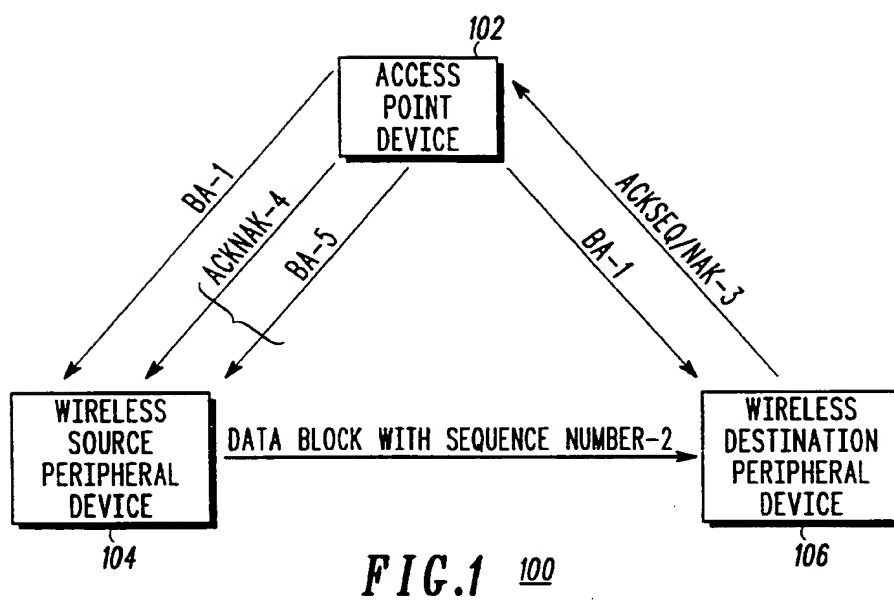 102
ACCESS
POINT
DEVICE
BA-1
ACKNAK-4
BA-5
BA-1
ACKSEQ/NAK-3
WIRELESS
SOURCE
PERIPHERAL
DEVICE
104
DATA BLOCK WITH SEQUENCE NUMBER-2
WIRELESS
DESTINATION
PERIPHERAL
DEVICE
106
FIG.1 100